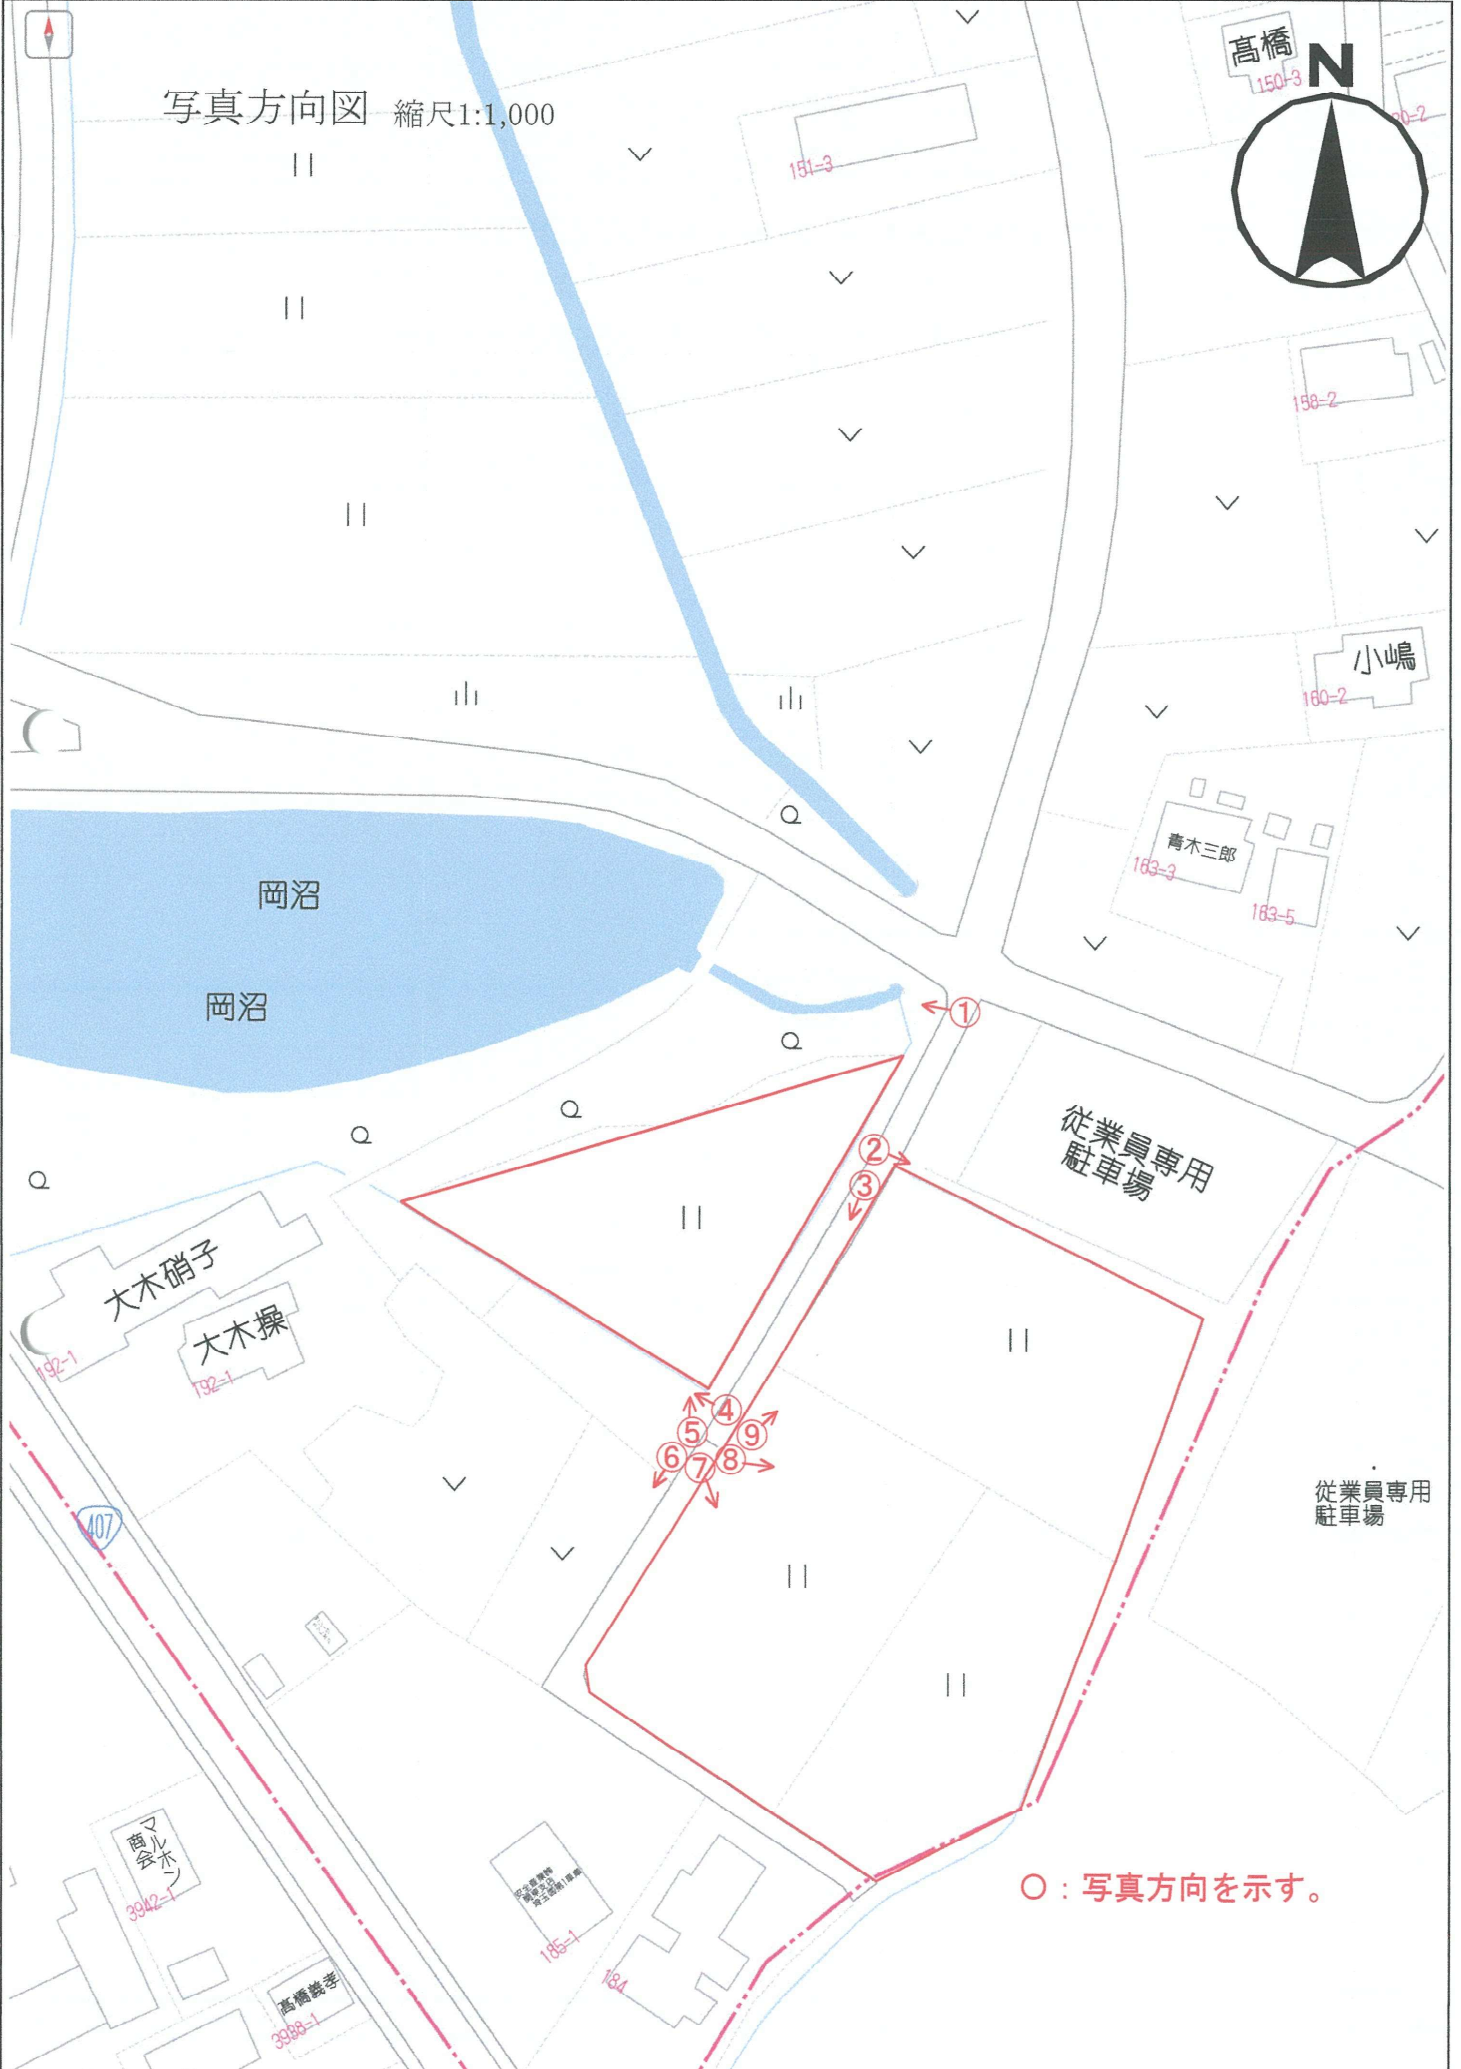 写真方向図 縮尺1:1,000
髙橋
150-3
N
151-3
158-2
小嶋
160-2
青木三郎
163-3
163-5
岡沼
岡沼
①
従業員専用
駐車場
②
③
大木硝子
192-1
大木操
192-1
④
⑤
⑨
⑥
⑦
⑧
407
従業員専用
駐車場
マルホン
商会
3942-1
185-1
184
髙橋義孝
3938-1
○：写真方向を示す。